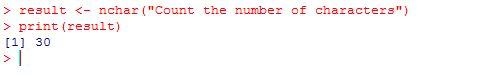 > result <- nchar("Count the number of characters")
> print(result)
[1] 30
>